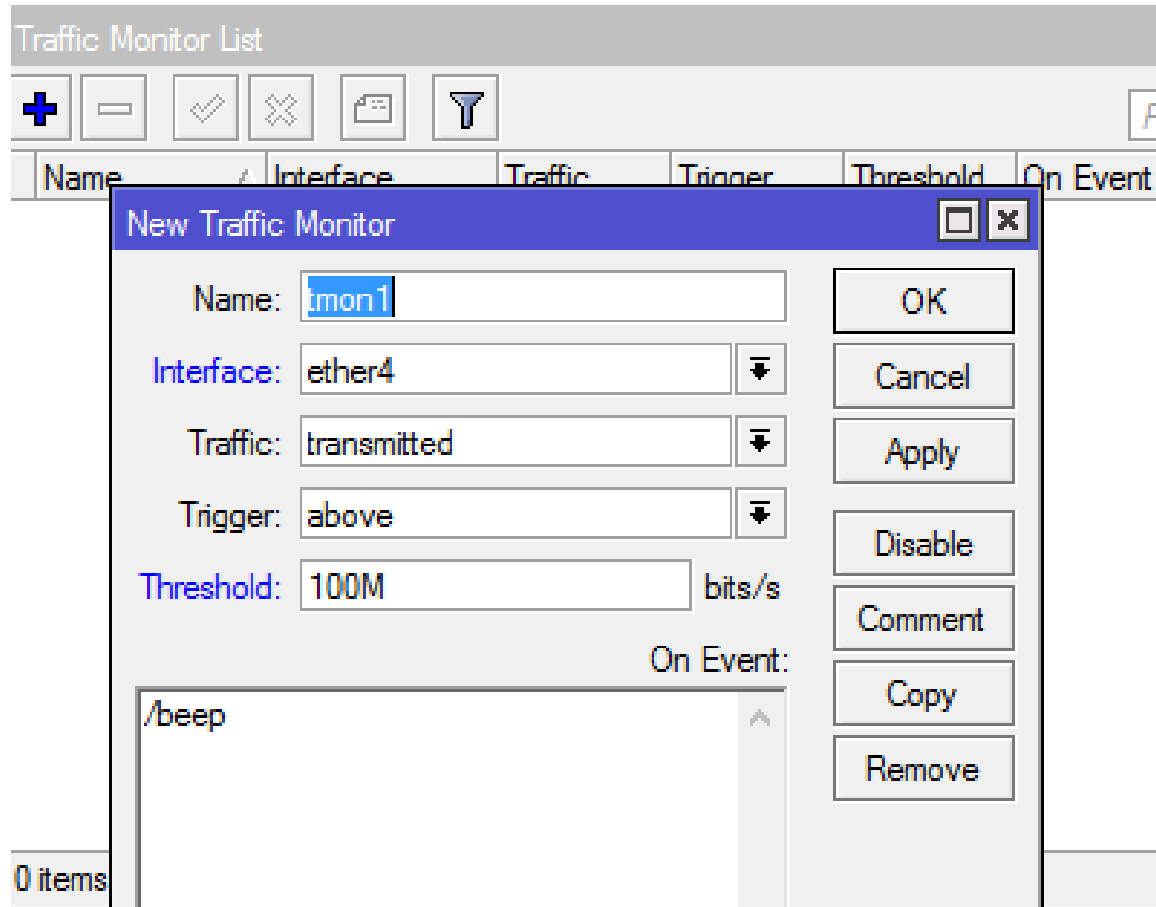 Traffic Monitor List
Name Interface Traffic Trigger Threshold On Event
New Traffic Monitor
Name: tmon1 OK
Interface: ether4 Cancel
Traffic: transmitted Apply
Trigger: above
Disable
Threshold: 100M bits/s
Comment
On Event:
Copy
/beep
Remove
0 items